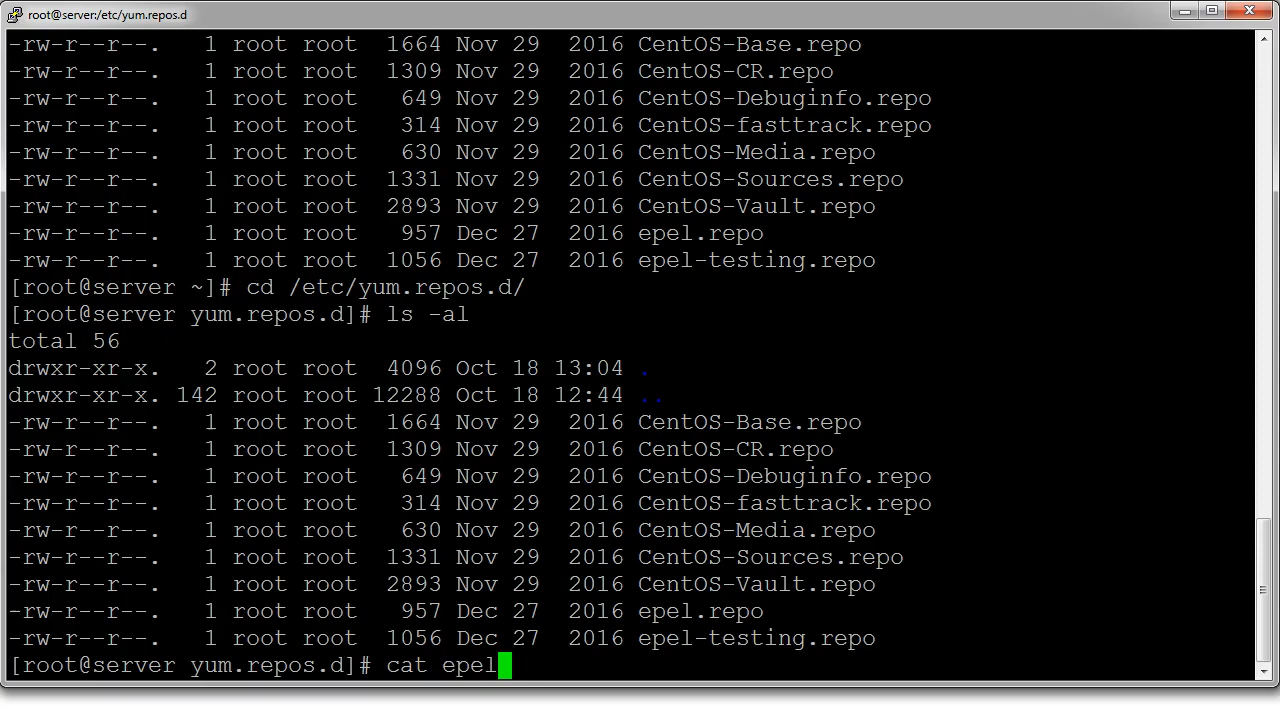 root@server:/etc/yum.repos.d
-rw-r--r--.   1 root root  1664 Nov 29  2016 CentOS-Base.repo
-rw-r--r--.   1 root root  1309 Nov 29  2016 CentOS-CR.repo
-rw-r--r--.   1 root root   649 Nov 29  2016 CentOS-Debuginfo.repo
-rw-r--r--.   1 root root   314 Nov 29  2016 CentOS-fasttrack.repo
-rw-r--r--.   1 root root   630 Nov 29  2016 CentOS-Media.repo
-rw-r--r--.   1 root root  1331 Nov 29  2016 CentOS-Sources.repo
-rw-r--r--.   1 root root  2893 Nov 29  2016 CentOS-Vault.repo
-rw-r--r--.   1 root root   957 Dec 27  2016 epel.repo
-rw-r--r--.   1 root root  1056 Dec 27  2016 epel-testing.repo
[root@server ~]# cd /etc/yum.repos.d/
[root@server yum.repos.d]# ls -al
total 56
drwxr-xr-x.   2 root root  4096 Oct 18 13:04 .
drwxr-xr-x. 142 root root 12288 Oct 18 12:44 ..
-rw-r--r--.   1 root root  1664 Nov 29  2016 CentOS-Base.repo
-rw-r--r--.   1 root root  1309 Nov 29  2016 CentOS-CR.repo
-rw-r--r--.   1 root root   649 Nov 29  2016 CentOS-Debuginfo.repo
-rw-r--r--.   1 root root   314 Nov 29  2016 CentOS-fasttrack.repo
-rw-r--r--.   1 root root   630 Nov 29  2016 CentOS-Media.repo
-rw-r--r--.   1 root root  1331 Nov 29  2016 CentOS-Sources.repo
-rw-r--r--.   1 root root  2893 Nov 29  2016 CentOS-Vault.repo
-rw-r--r--.   1 root root   957 Dec 27  2016 epel.repo
-rw-r--r--.   1 root root  1056 Dec 27  2016 epel-testing.repo
[root@server yum.repos.d]# cat epel